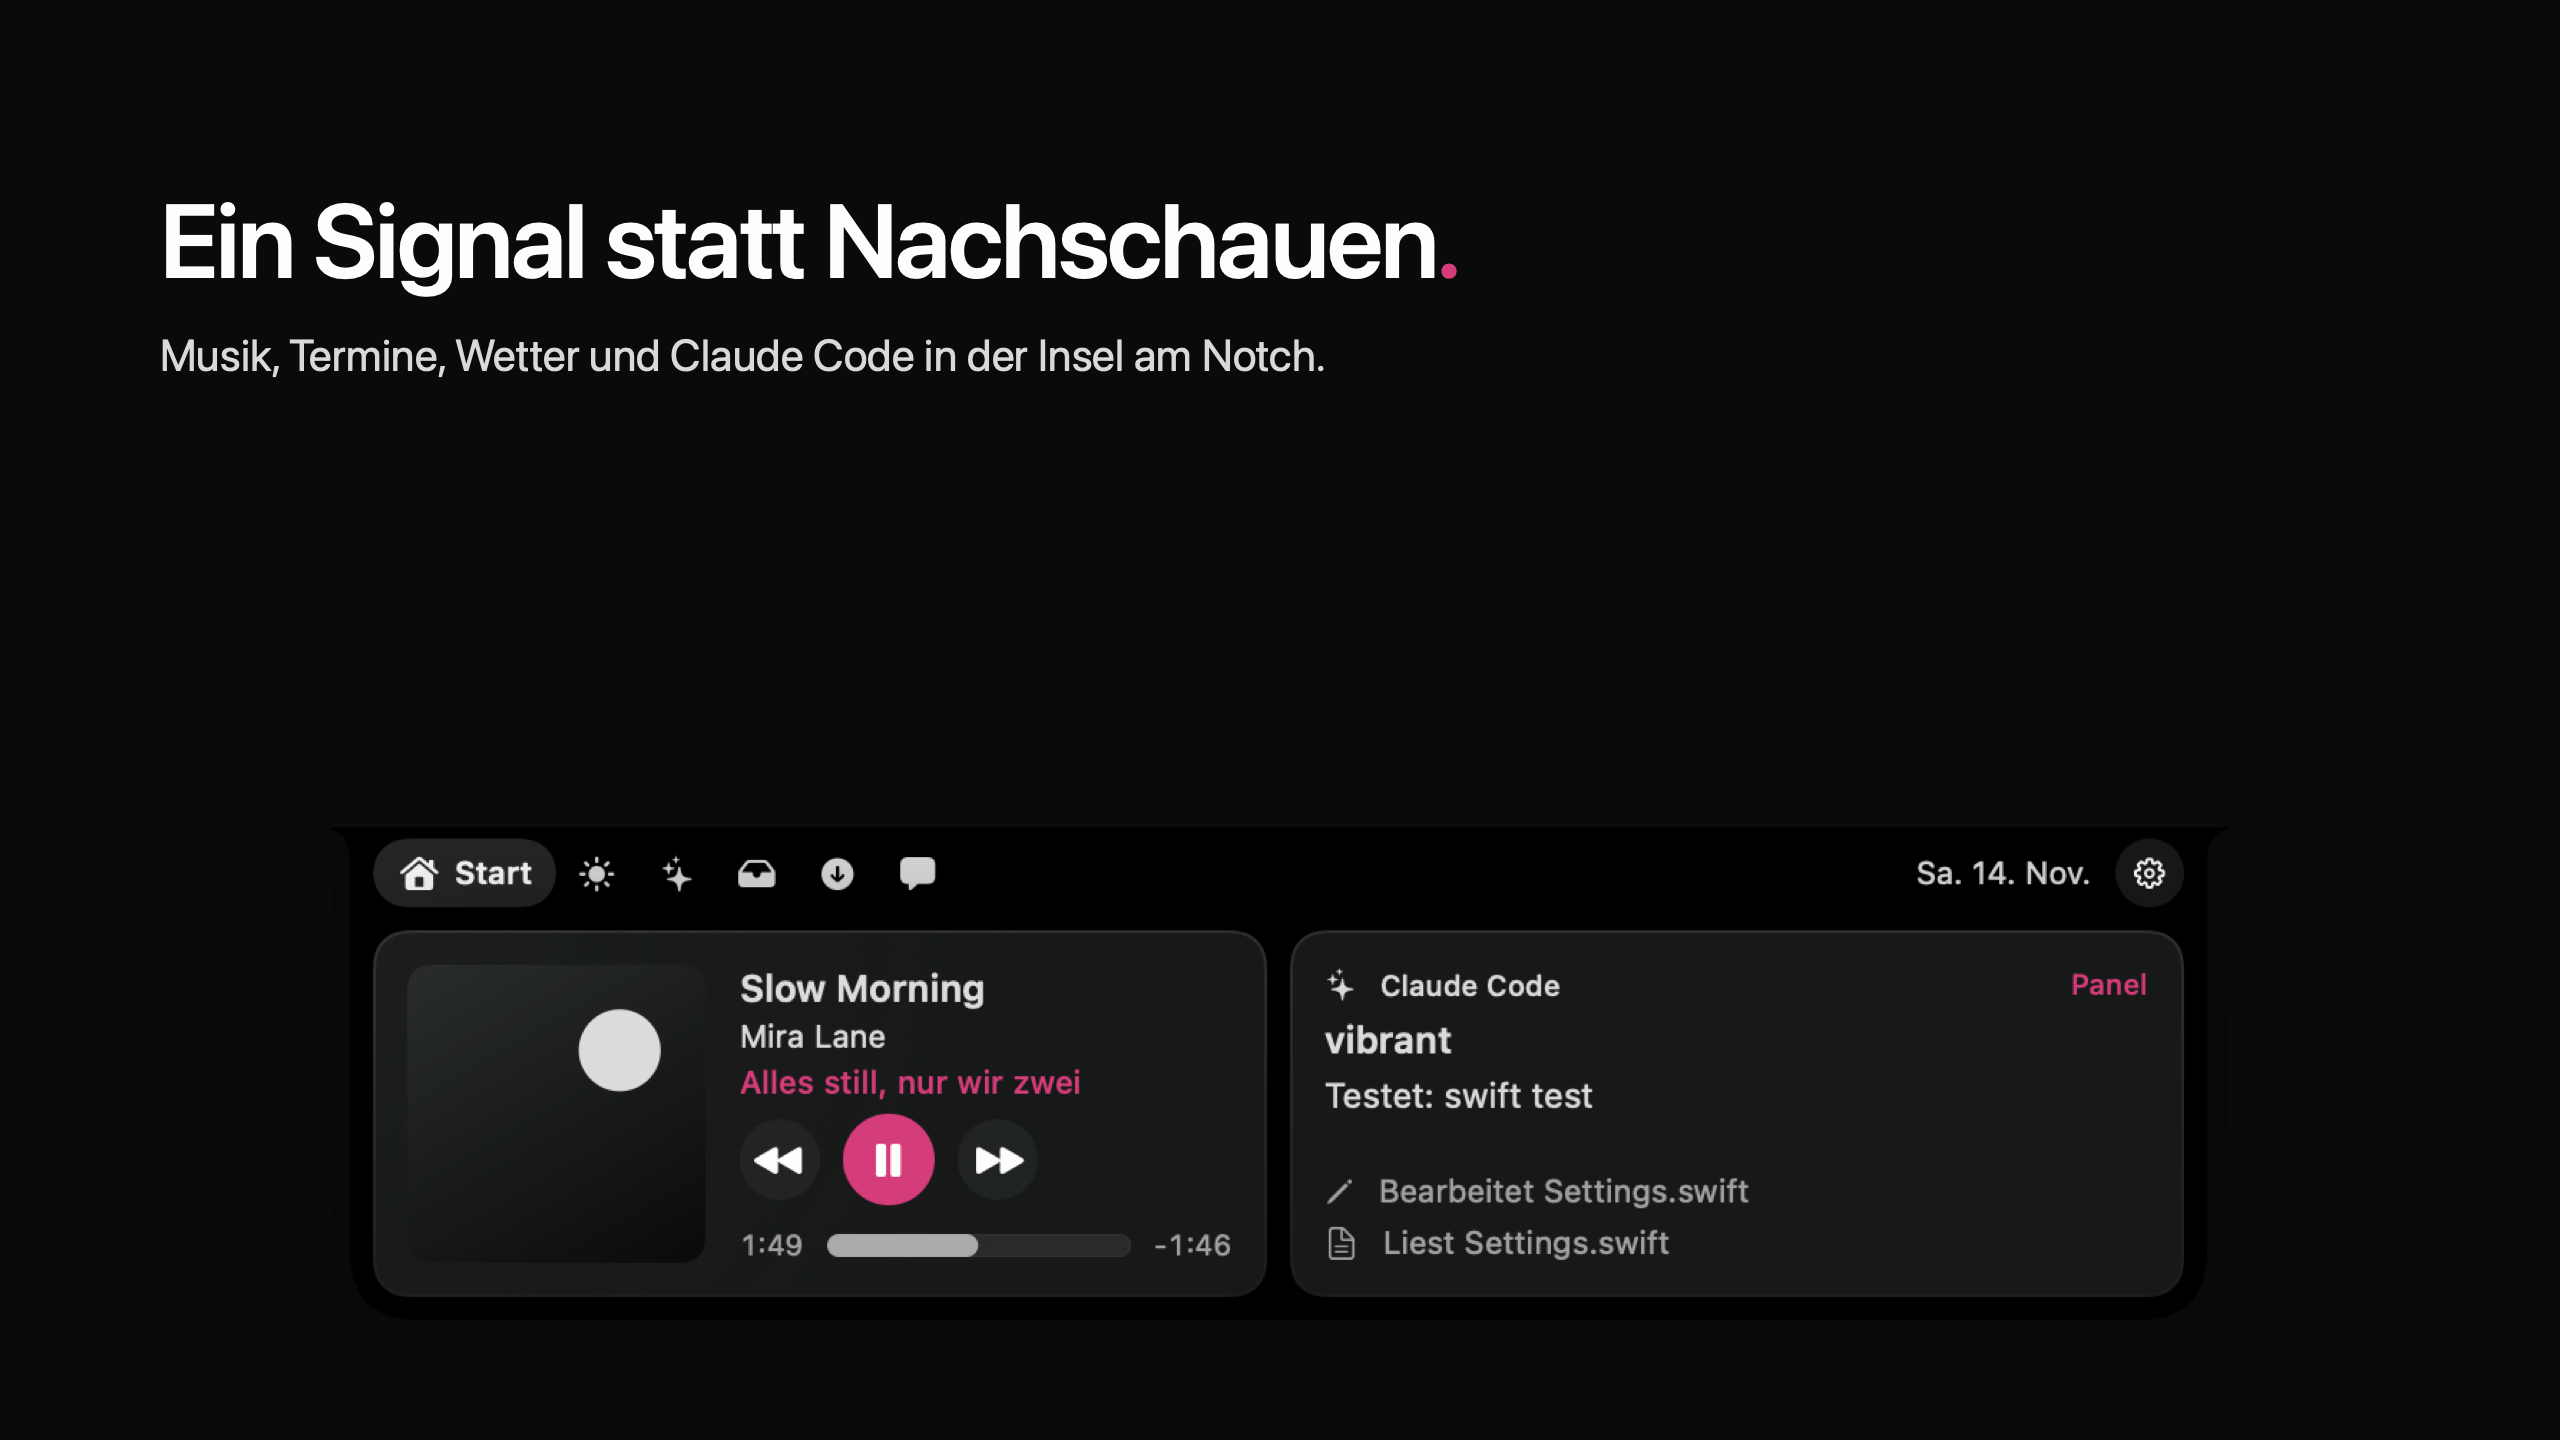 Ein Signal statt Nachschauen.
Musik, Termine, Wetter und Claude Code in der Insel am Notch.
Start
Sa. 14. Nov.
Slow Morning
Mira Lane
Alles still, nur wir zwei
1:49
-1:46
Claude Code
Panel
vibrant
Testet: swift test
Bearbeitet Settings.swift
Liest Settings.swift